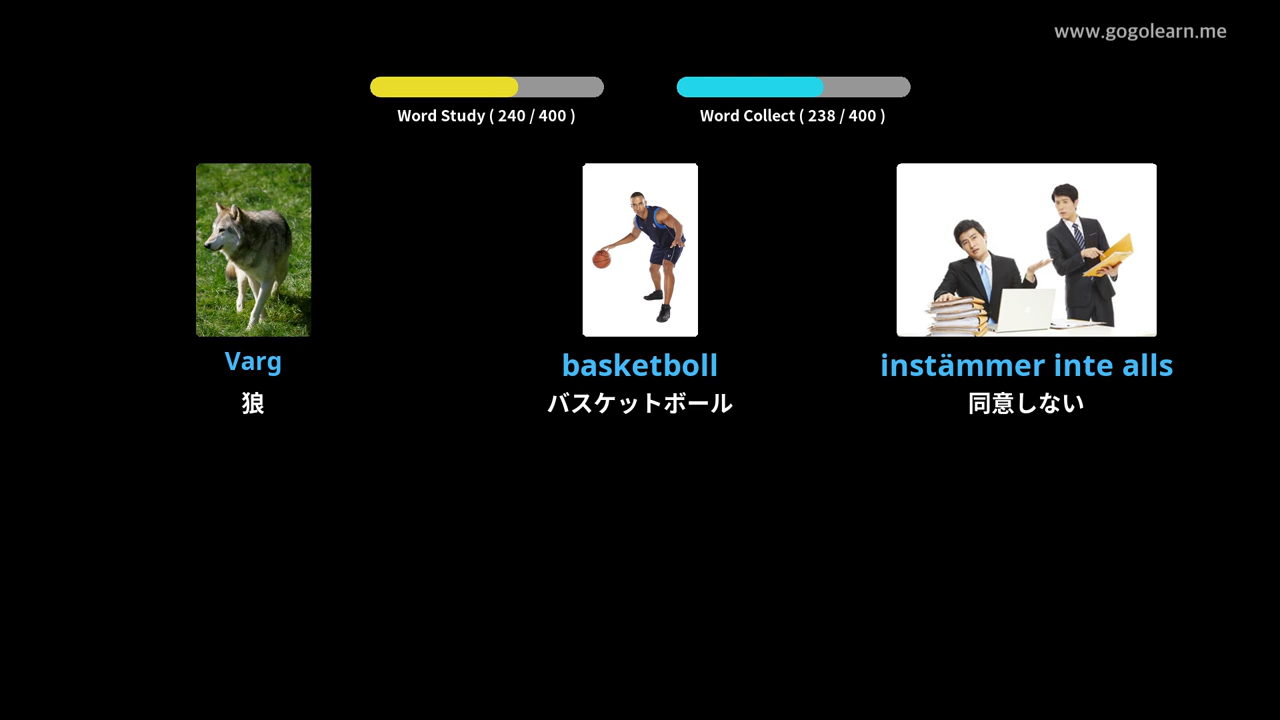 www.gogolearn.me
Word Study ( 240 / 400 )
Word Collect ( 238 / 400 )
Varg
basketboll
instämmer inte alls
狼
バスケットボール
同意しない